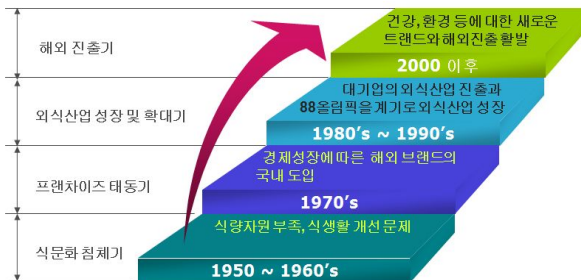 해외 진출기
건강, 환경 등에 대한 새로운
트랜드와 해외진출 활발
2000 이후
외식산업 성장 및 확대기
대기업의 외식산업 진출과
88올림픽을 계기로 외식산업 성장
1980's ~ 1990's
프랜차이즈 태동기
경제성장에 따른 해외 브랜드의
국내 도입
1970's
식문화 침체기
식량자원 부족, 식생활 개선 문제
1950 ~ 1960's